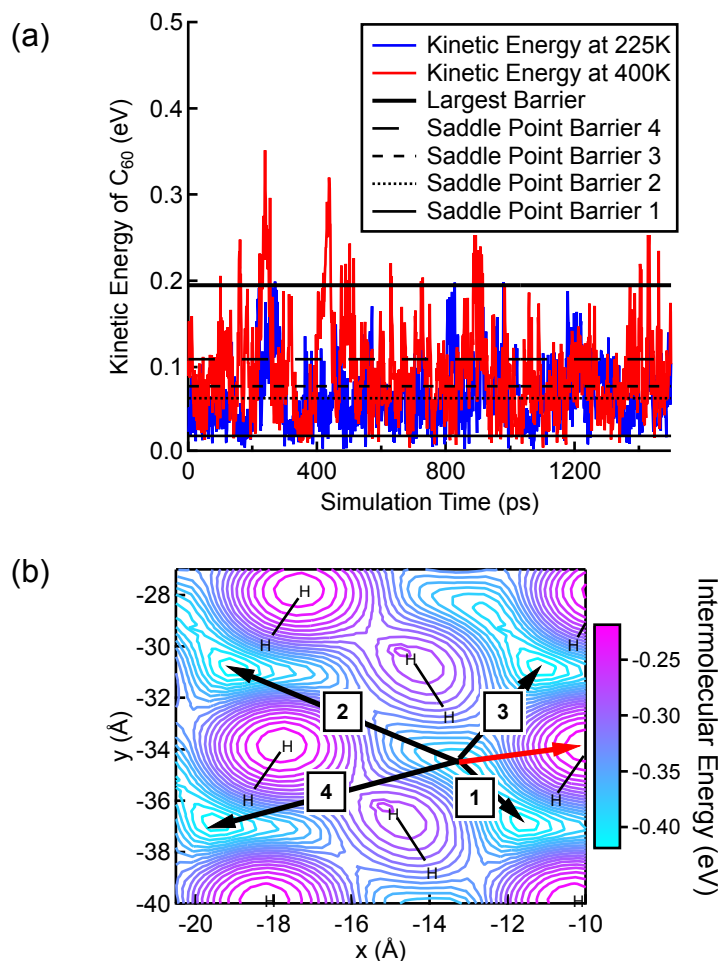 (a)
0.5
0.4
0.3
0.2
0.1
0.0
Kinetic Energy of C60 (eV)
Kinetic Energy at 225K
Kinetic Energy at 400K
Largest Barrier
Saddle Point Barrier 4
Saddle Point Barrier 3
Saddle Point Barrier 2
Saddle Point Barrier 1
0 400 800 1200
Simulation Time (ps)
(b)
-28
-30
-31
-33
-34
-36
-37
-38
-40
y (Å)
H H
H H
H
H
3
2
H H
4 1
H H
H
H
H H
-20 -18 -16 -14 -12 -10
x (Å)
-0.25
-0.30
-0.35
-0.40
Intermolecular Energy (eV)